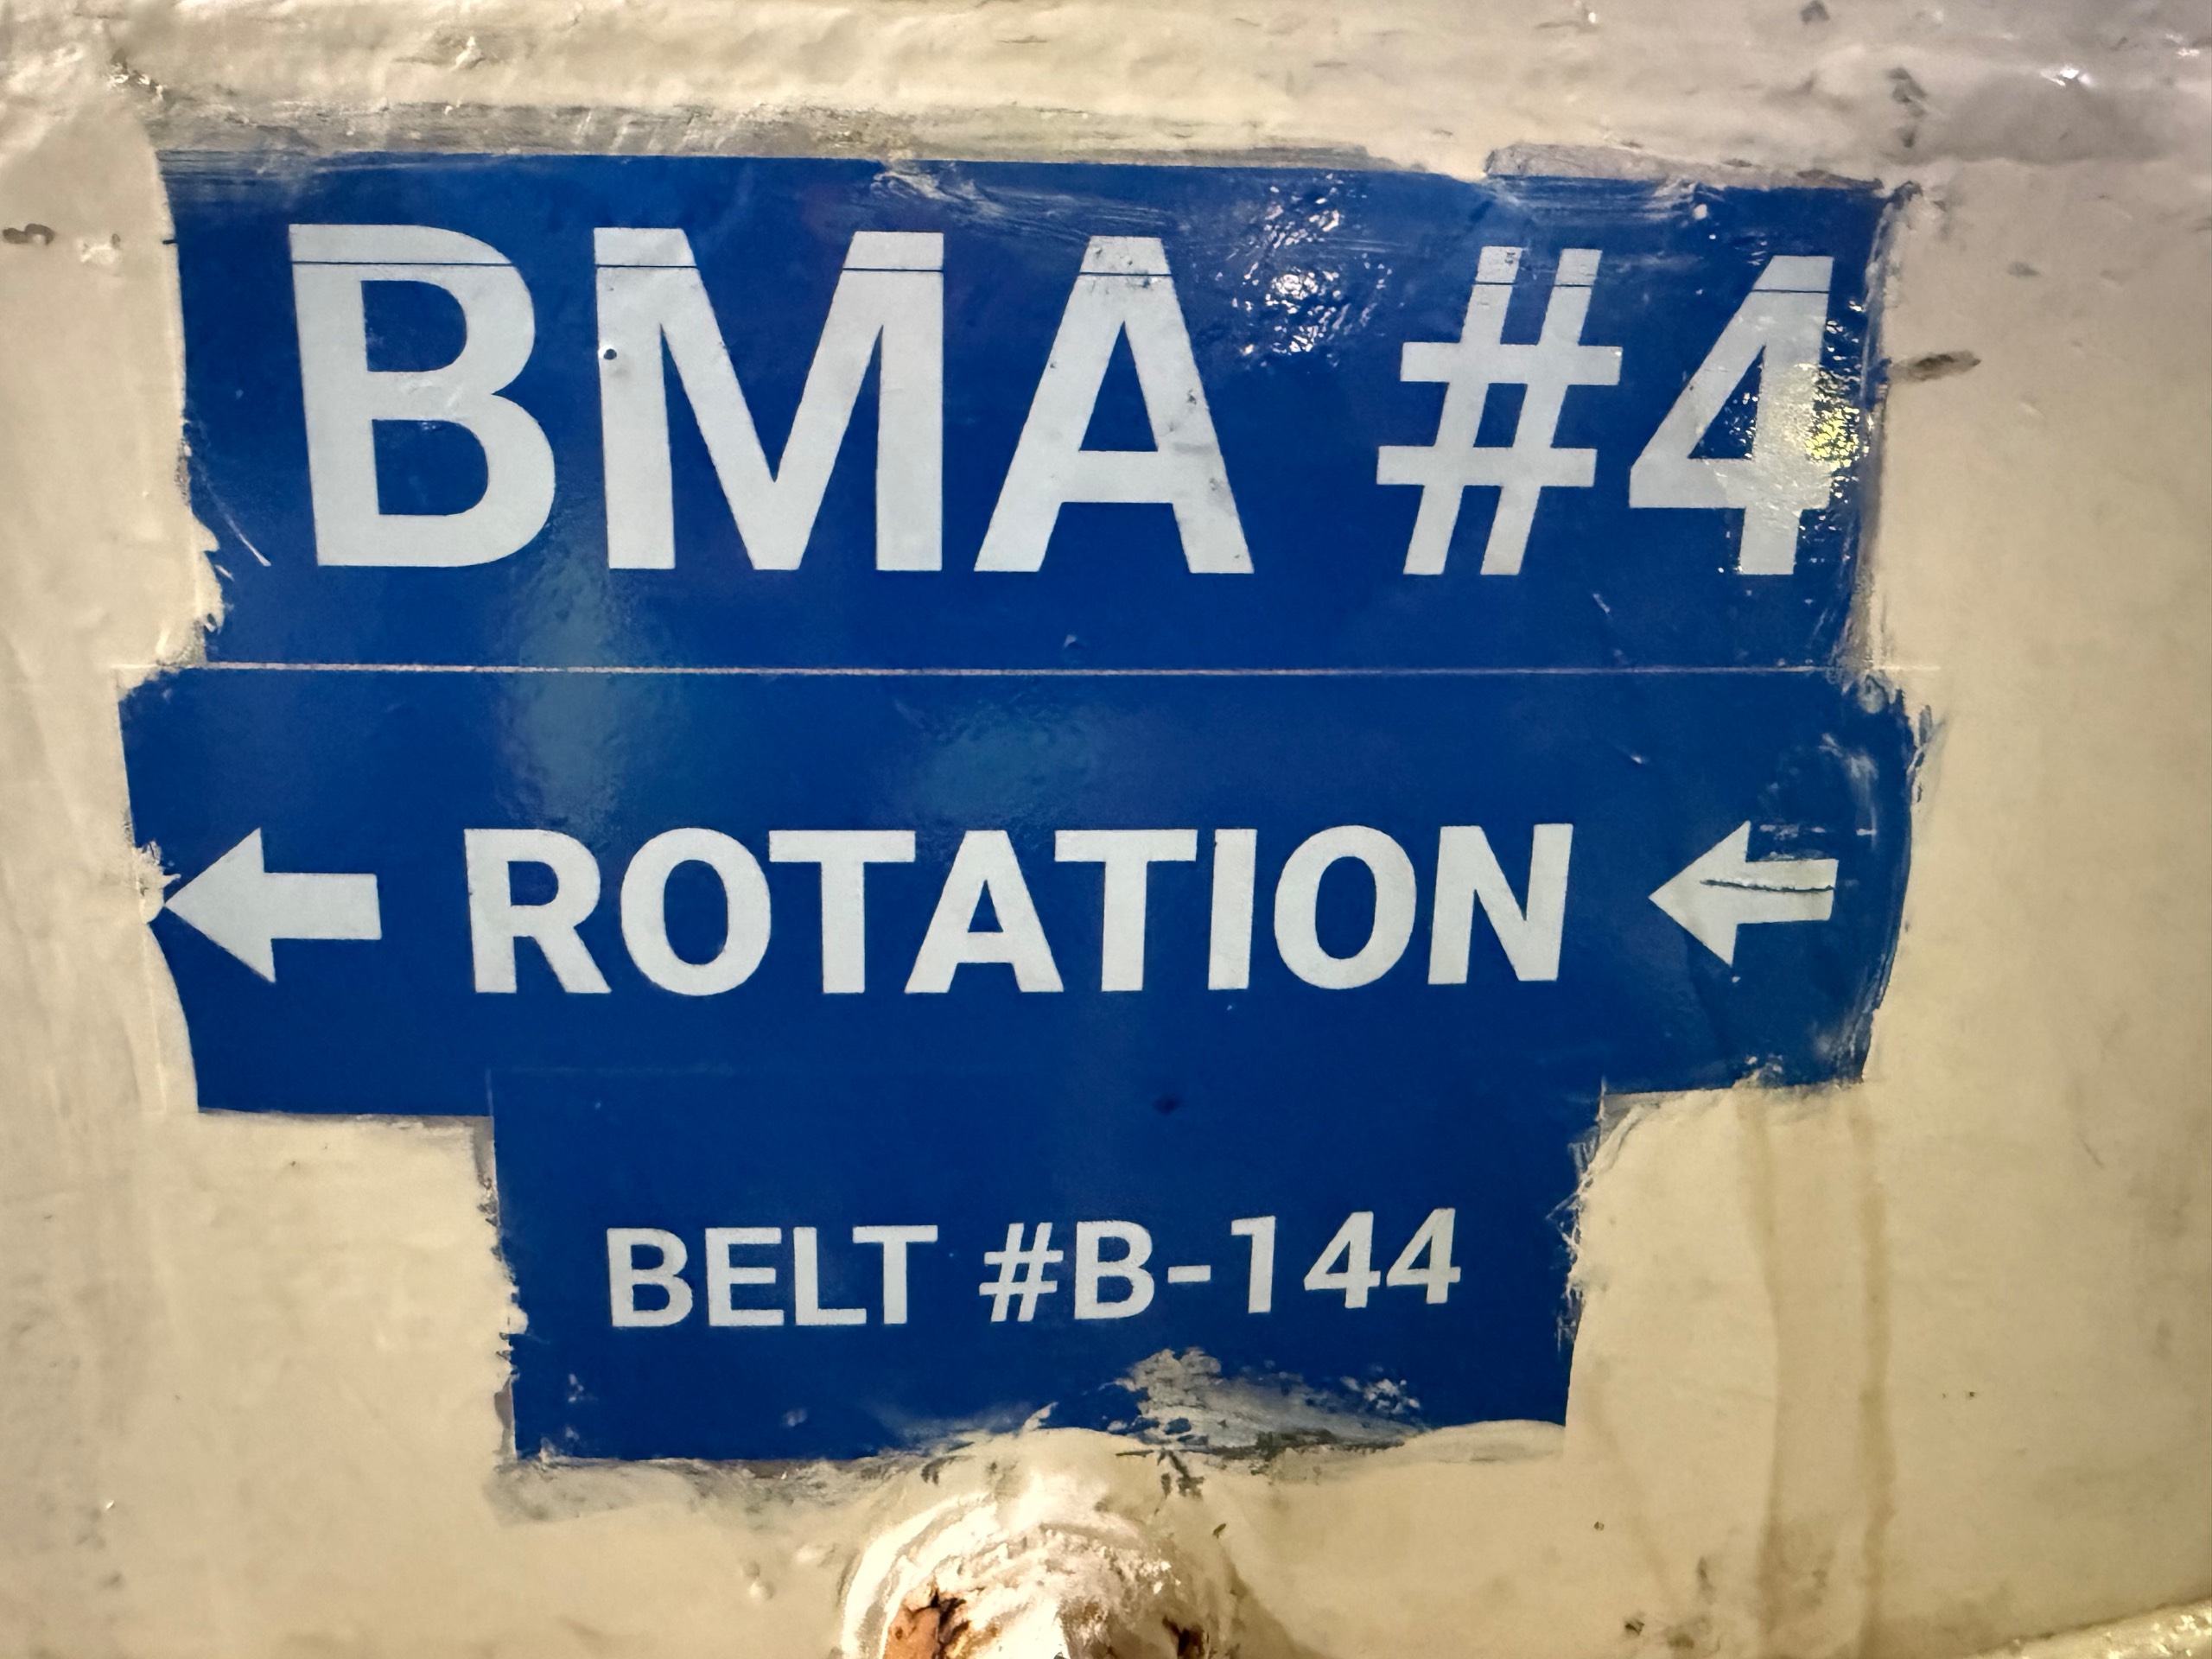 BMA #4
← ROTATION ←
BELT #B-144